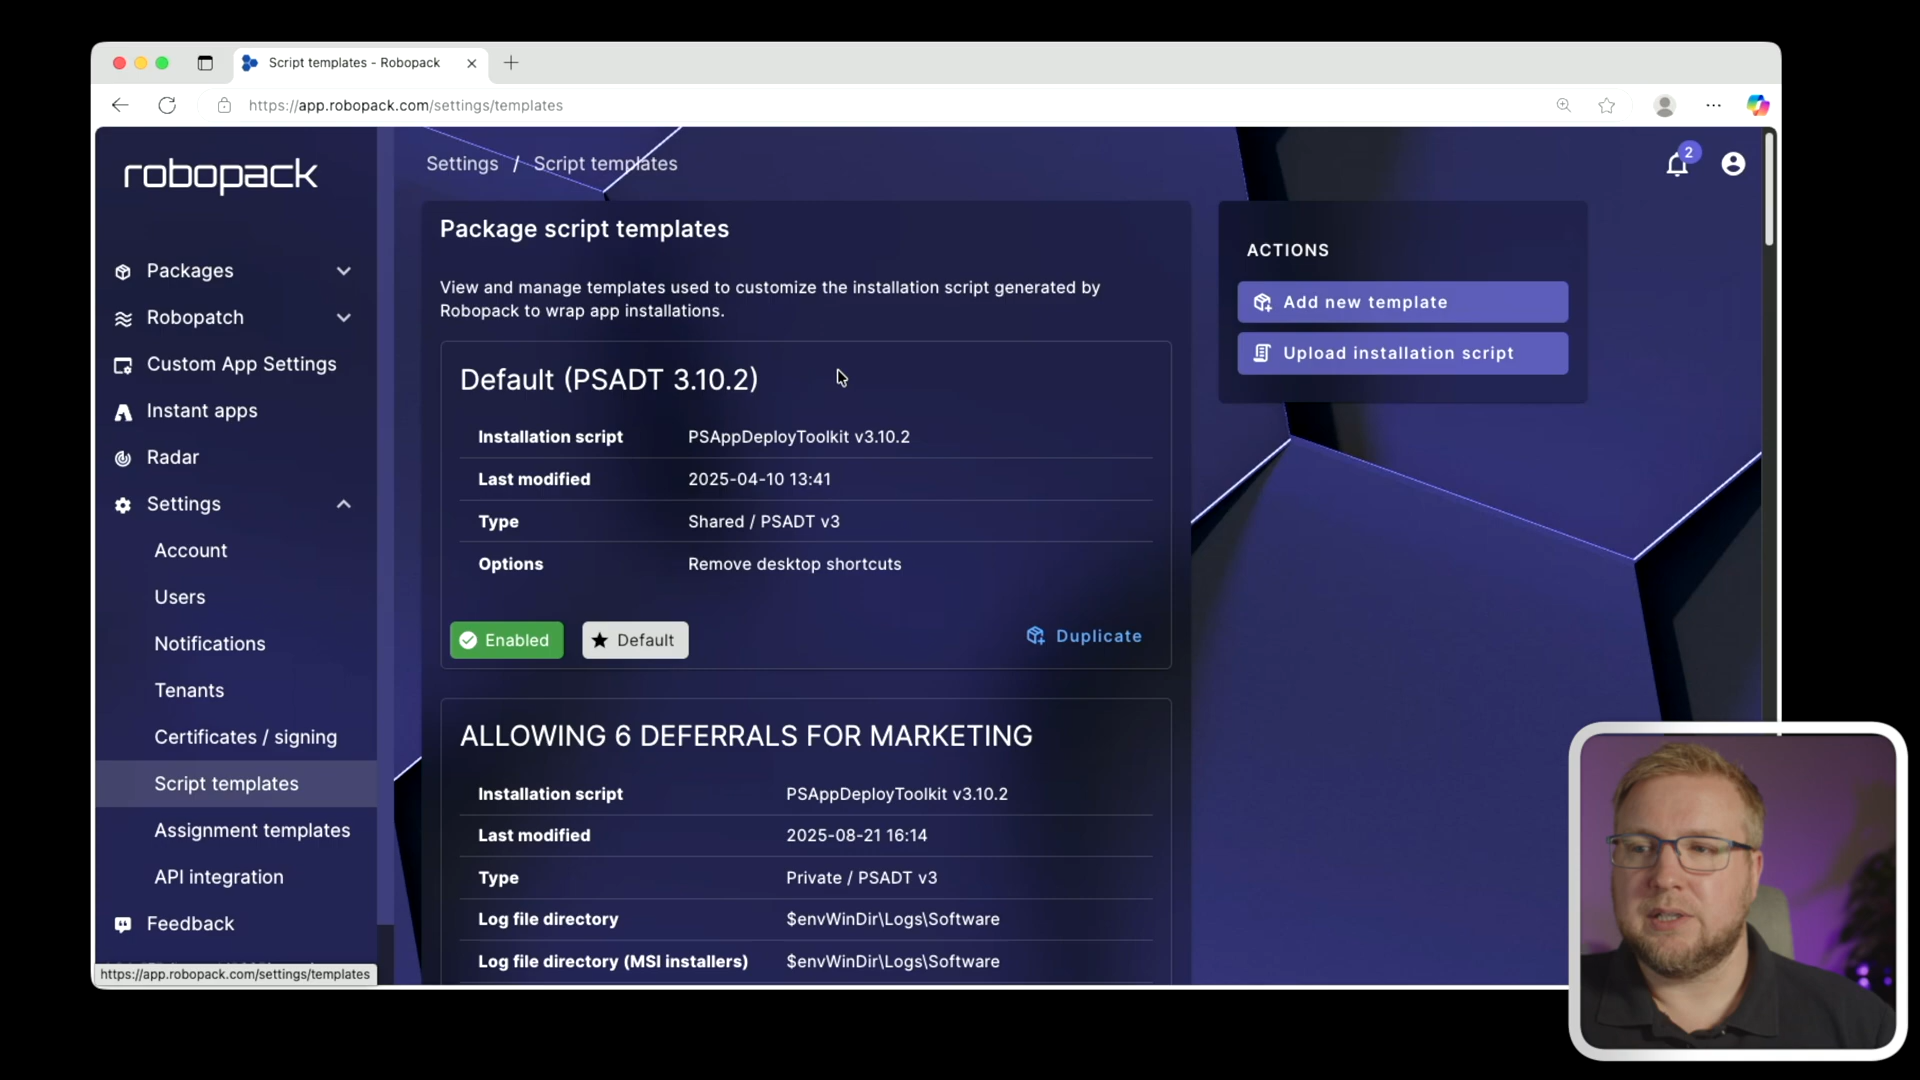 Script templates - Robopack
https://app.robopack.com/settings/templates
robopack
Packages
Robopatch
Custom App Settings
Instant apps
Radar
Settings
Account
Users
Notifications
Tenants
Certificates / signing
Script templates
Assignment templates
API integration
Feedback
https://app.robopack.com/settings/templates
Settings / Script templates
2
Package script templates
View and manage templates used to customize the installation script generated by
Robopack to wrap app installations.
Default (PSADT 3.10.2)
Installation script PSAppDeployToolkit v3.10.2
Last modified 2025-04-10 13:41
Type Shared / PSADT v3
Options Remove desktop shortcuts
Enabled Default Duplicate
ALLOWING 6 DEFERRALS FOR MARKETING
Installation script PSAppDeployToolkit v3.10.2
Last modified 2025-08-21 16:14
Type Private / PSADT v3
Log file directory $envWinDir\Logs\Software
Log file directory (MSI installers) $envWinDir\Logs\Software
ACTIONS
Add new template
Upload installation script